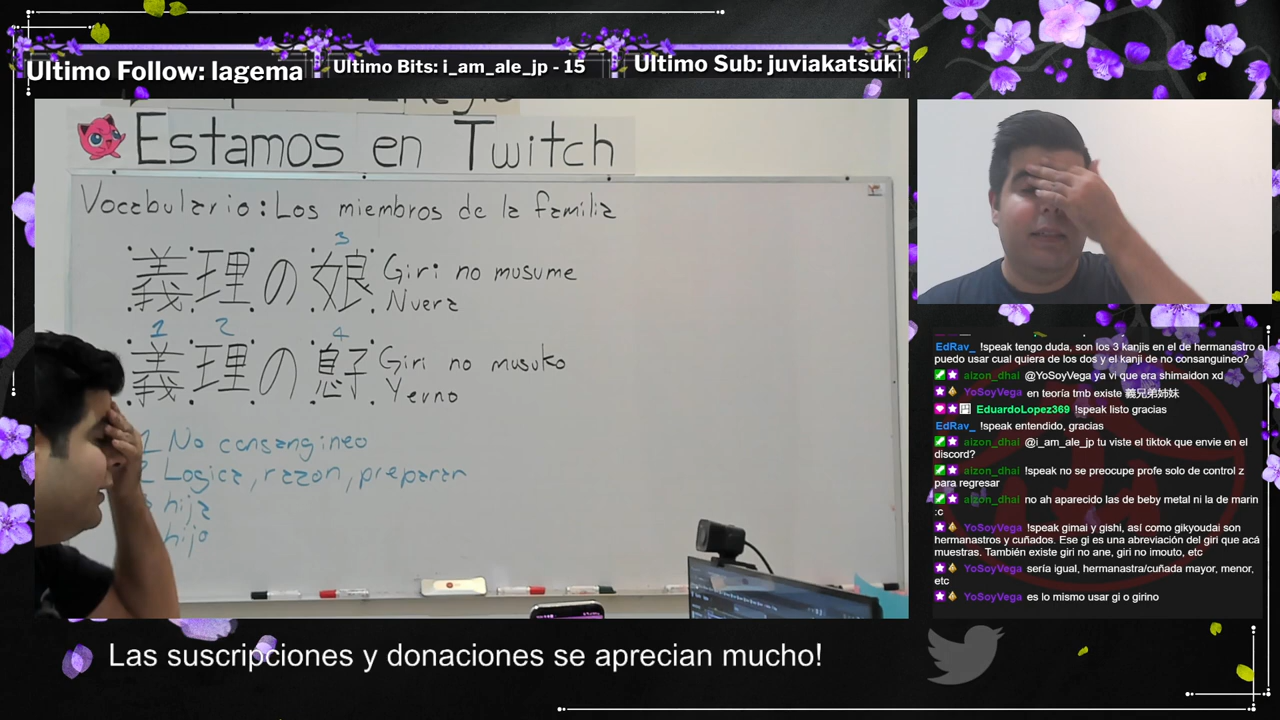 Ultimo Follow: lagema
Ultimo Bits: i_am_ale_jp - 15
Ultimo Sub: juviakatsuki
Estamos en Twitch
Vocabulario: Los miembros de la familia
3
義理の娘 Giri no musume
Nuera
1 2 4
義理の息子 Giri no musuko
Yerno
1 No consangineo
2 Logica, razon, preparar
hija
hijo
EdRav_ !speak tengo duda, son los 3 kanjis en el de hermanastro o
puedo usar cual quiera de los dos y el kanji de no consanguineo?
aizon_dhai @YoSoyVega ya vi que era shimaidon xd
YoSoyVega en teoría tmb existe 義兄弟姉妹
EduardoLopez369 !speak listo gracias
EdRav_ !speak entendido, gracias
aizon_dhai @i_am_ale_jp tu viste el tiktok que envie en el
discord?
aizon_dhai !speak no se preocupe profe solo de control z
para regresar
aizon_dhai no ah aparecido las de beby metal ni la de marin
:c
YoSoyVega !speak gimai y gishi, así como gikyoudai son
hermanastros y cuñados. Ese gi es una abreviación del giri que acá
muestras. También existe giri no ane, giri no imouto, etc
YoSoyVega sería igual, hermanastra/cuñada mayor, menor,
etc
YoSoyVega es lo mismo usar gi o girino
Las suscripciones y donaciones se aprecian mucho!